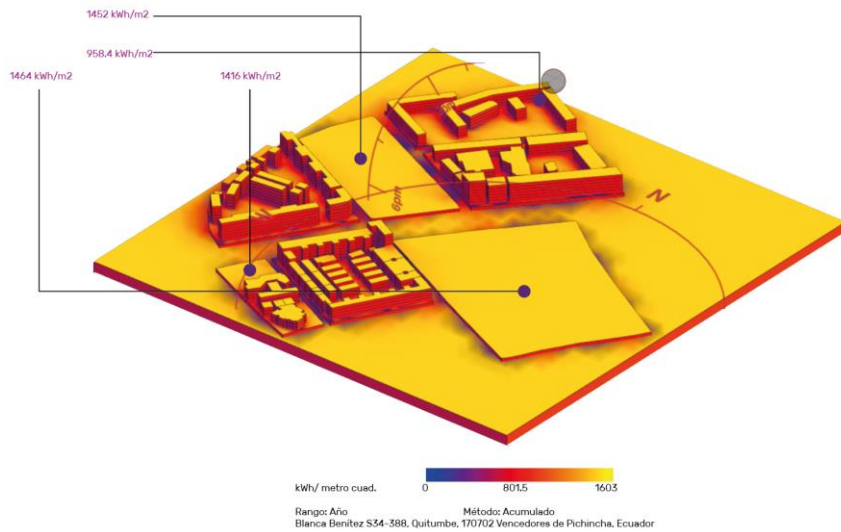 1452 kWh/m2
958.4 kWh/m2
1464 kWh/m2
1416 kWh/m2
6pm
N
W
kWh/ metro cuad.
0
801.5
1603
Rango: Año
Método: Acumulado
Blanca Benítez S34-388, Quitumbe, 170702 Vencedores de Pichincha, Ecuador